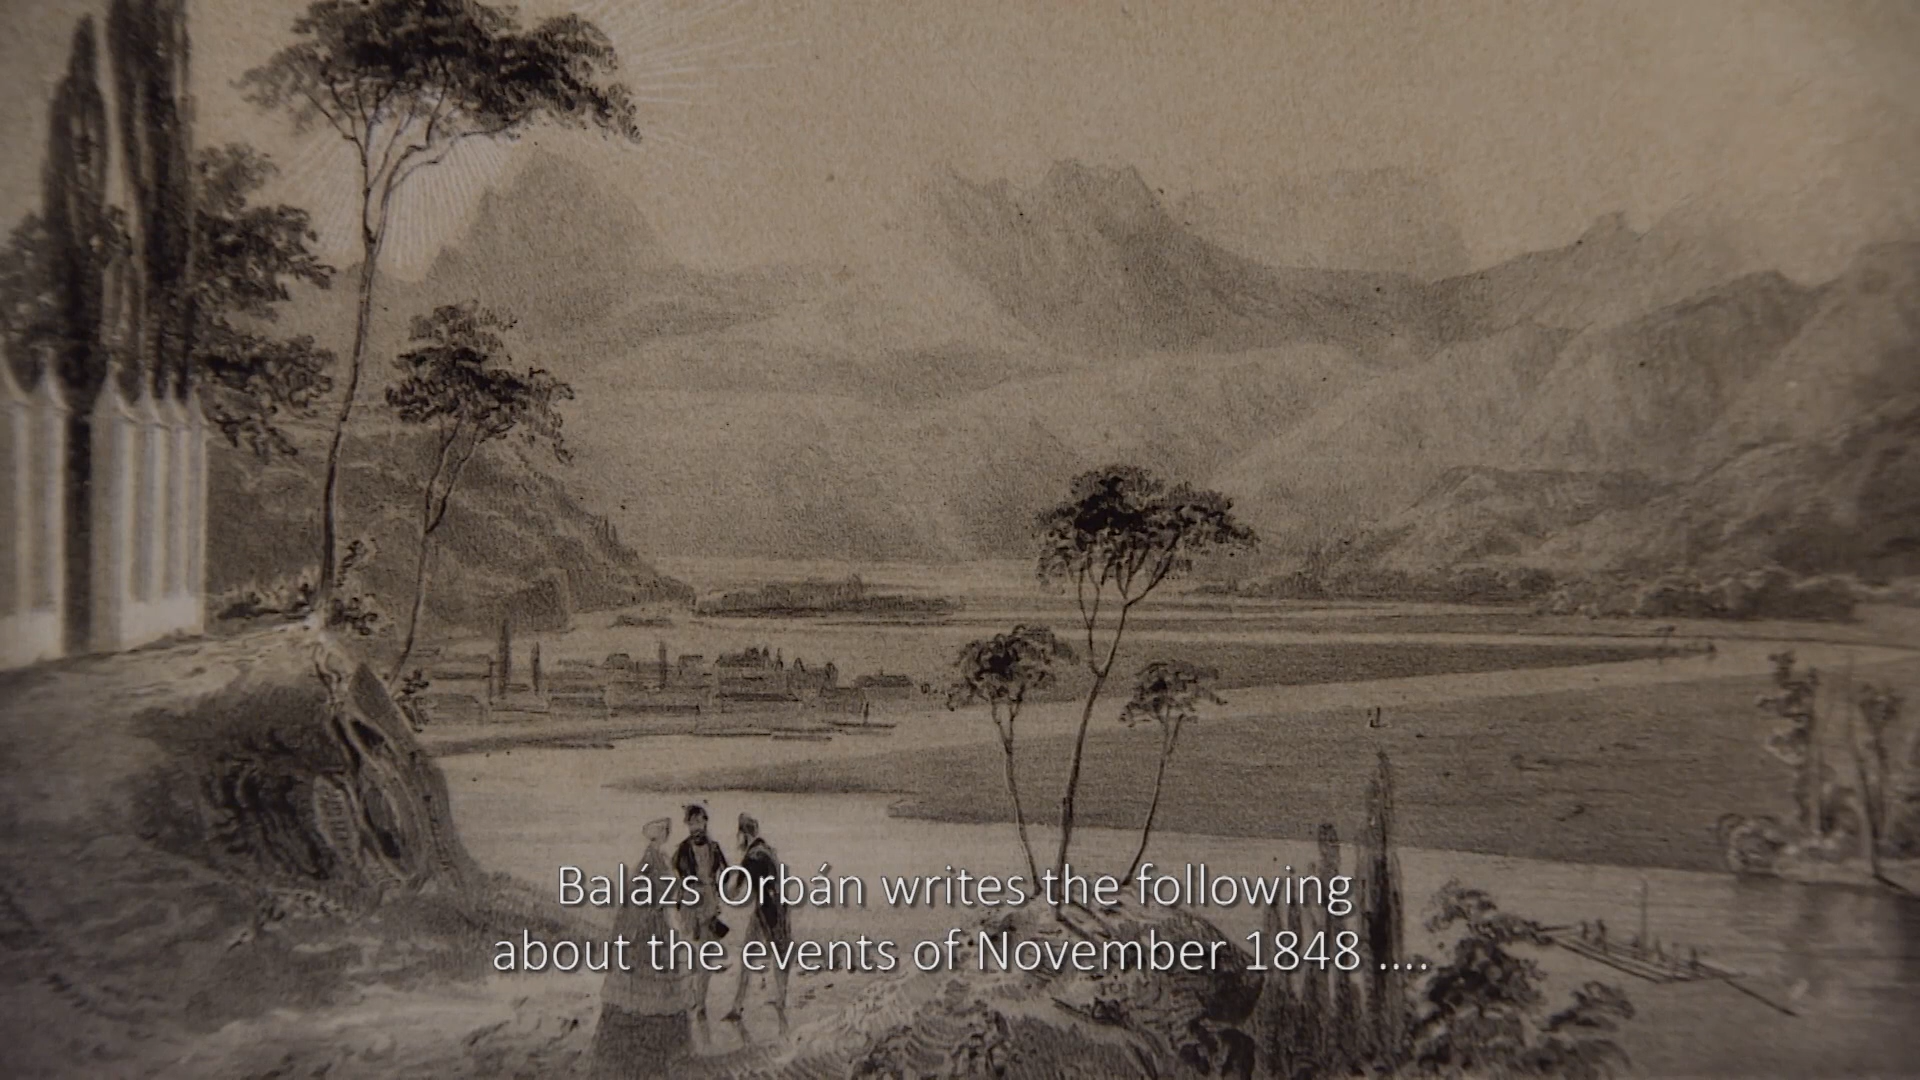 Balázs Orbán writes the following
about the events of November 1848 ....